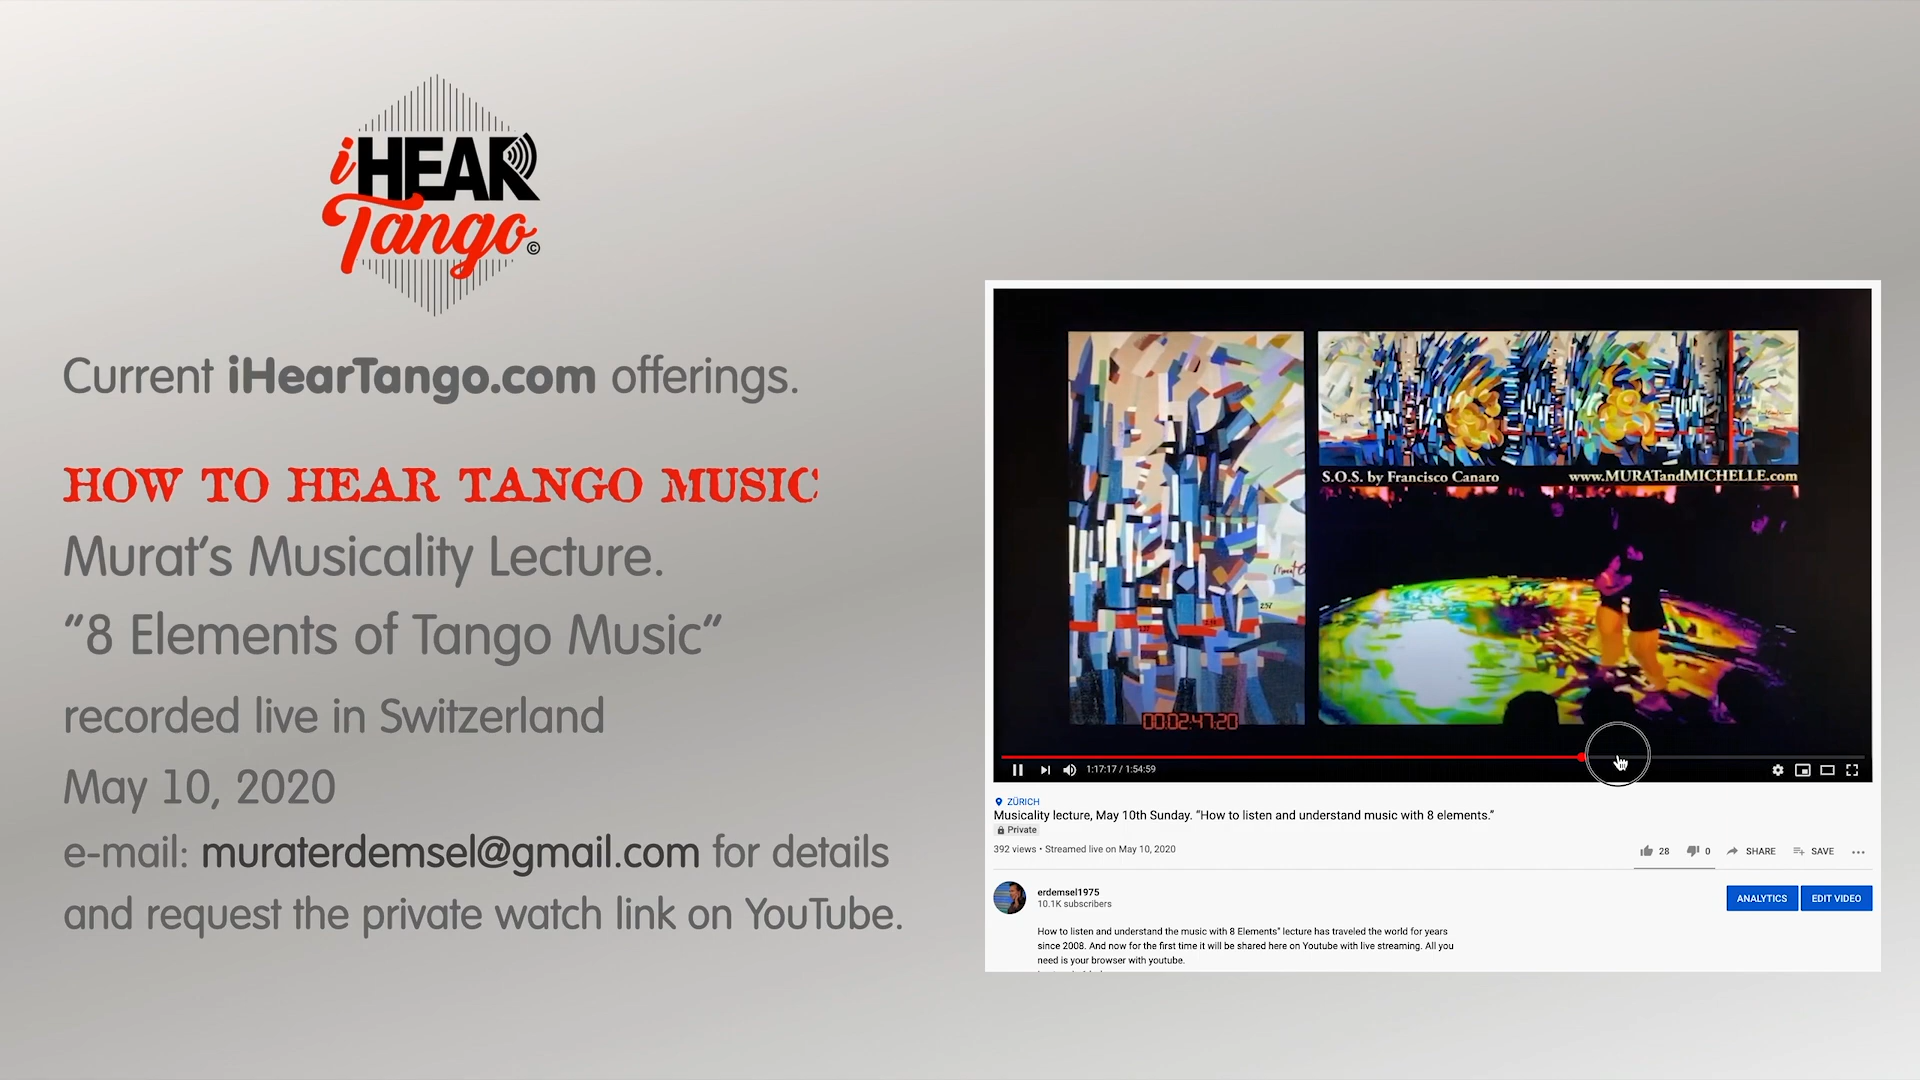 iHEAR
Tango©
Current iHearTango.com offerings.
HOW TO HEAR TANGO MUSIC
Murat's Musicality Lecture.
"8 Elements of Tango Music"
recorded live in Switzerland
May 10, 2020
e-mail: muraterdemsel@gmail.com for details
and request the private watch link on YouTube.
S.O.S. by Francisco Canaro www.MURATandMICHELLE.com
237
00:02:47:20
1:17:17 / 1:54:59
ZÜRICH
Musicality lecture, May 10th Sunday. "How to listen and understand music with 8 elements."
Private
392 views • Streamed live on May 10, 2020
28 0 SHARE SAVE
erdemsel1975
10.1K subscribers
ANALYTICS EDIT VIDEO
How to listen and understand the music with 8 Elements" lecture has traveled the world for years
since 2008. And now for the first time it will be shared here on Youtube with live streaming. All you
need is your browser with youtube.